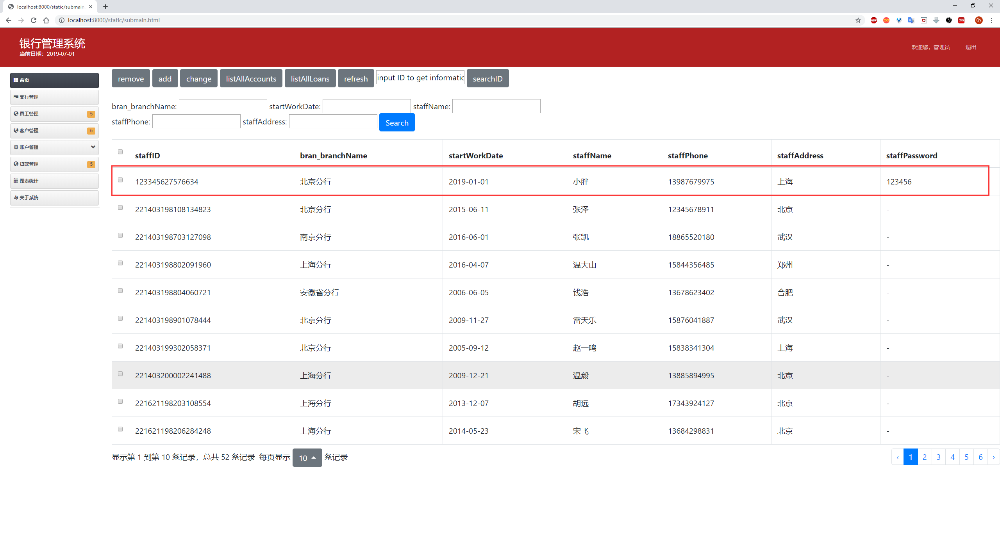 localhost:8000/static/submain
localhost:8000/static/submain.html
ABP
CORS
Qy
银行管理系统
当前日期：2019-07-01
欢迎您，管理员 退出
首页
支行管理
员工管理 5
客户管理 5
账户管理
贷款管理 5
图表统计
关于系统
remove add change listAllAccounts listAllLoans refresh input ID to get informatic searchID
bran_branchName: startWorkDate: staffName:
staffPhone: staffAddress: Search
staffID bran_branchName startWorkDate staffName staffPhone staffAddress staffPassword
123345627576634 北京分行 2019-01-01 小胖 13987679975 上海 123456
221403198108134823 北京分行 2015-06-11 张泽 12345678911 北京 -
221403198703127098 南京分行 2016-06-01 张凯 18865520180 武汉 -
221403198802091960 上海分行 2016-04-07 温大山 15844356485 郑州 -
221403198804060721 安徽省分行 2006-06-05 钱浩 13678623402 合肥 -
221403198901078444 北京分行 2009-11-27 雷天乐 15876041887 武汉 -
221403199302058371 北京分行 2005-09-12 赵一鸣 15838341304 上海 -
221403200002241488 上海分行 2009-12-21 温毅 13885894995 北京 -
221621198203108554 上海分行 2013-12-07 胡远 17343924127 北京 -
221621198206284248 上海分行 2014-05-23 宋飞 13684298831 北京 -
显示第 1 到第 10 条记录，总共 52 条记录 每页显示 10 条记录
‹ 1 2 3 4 5 6 ›